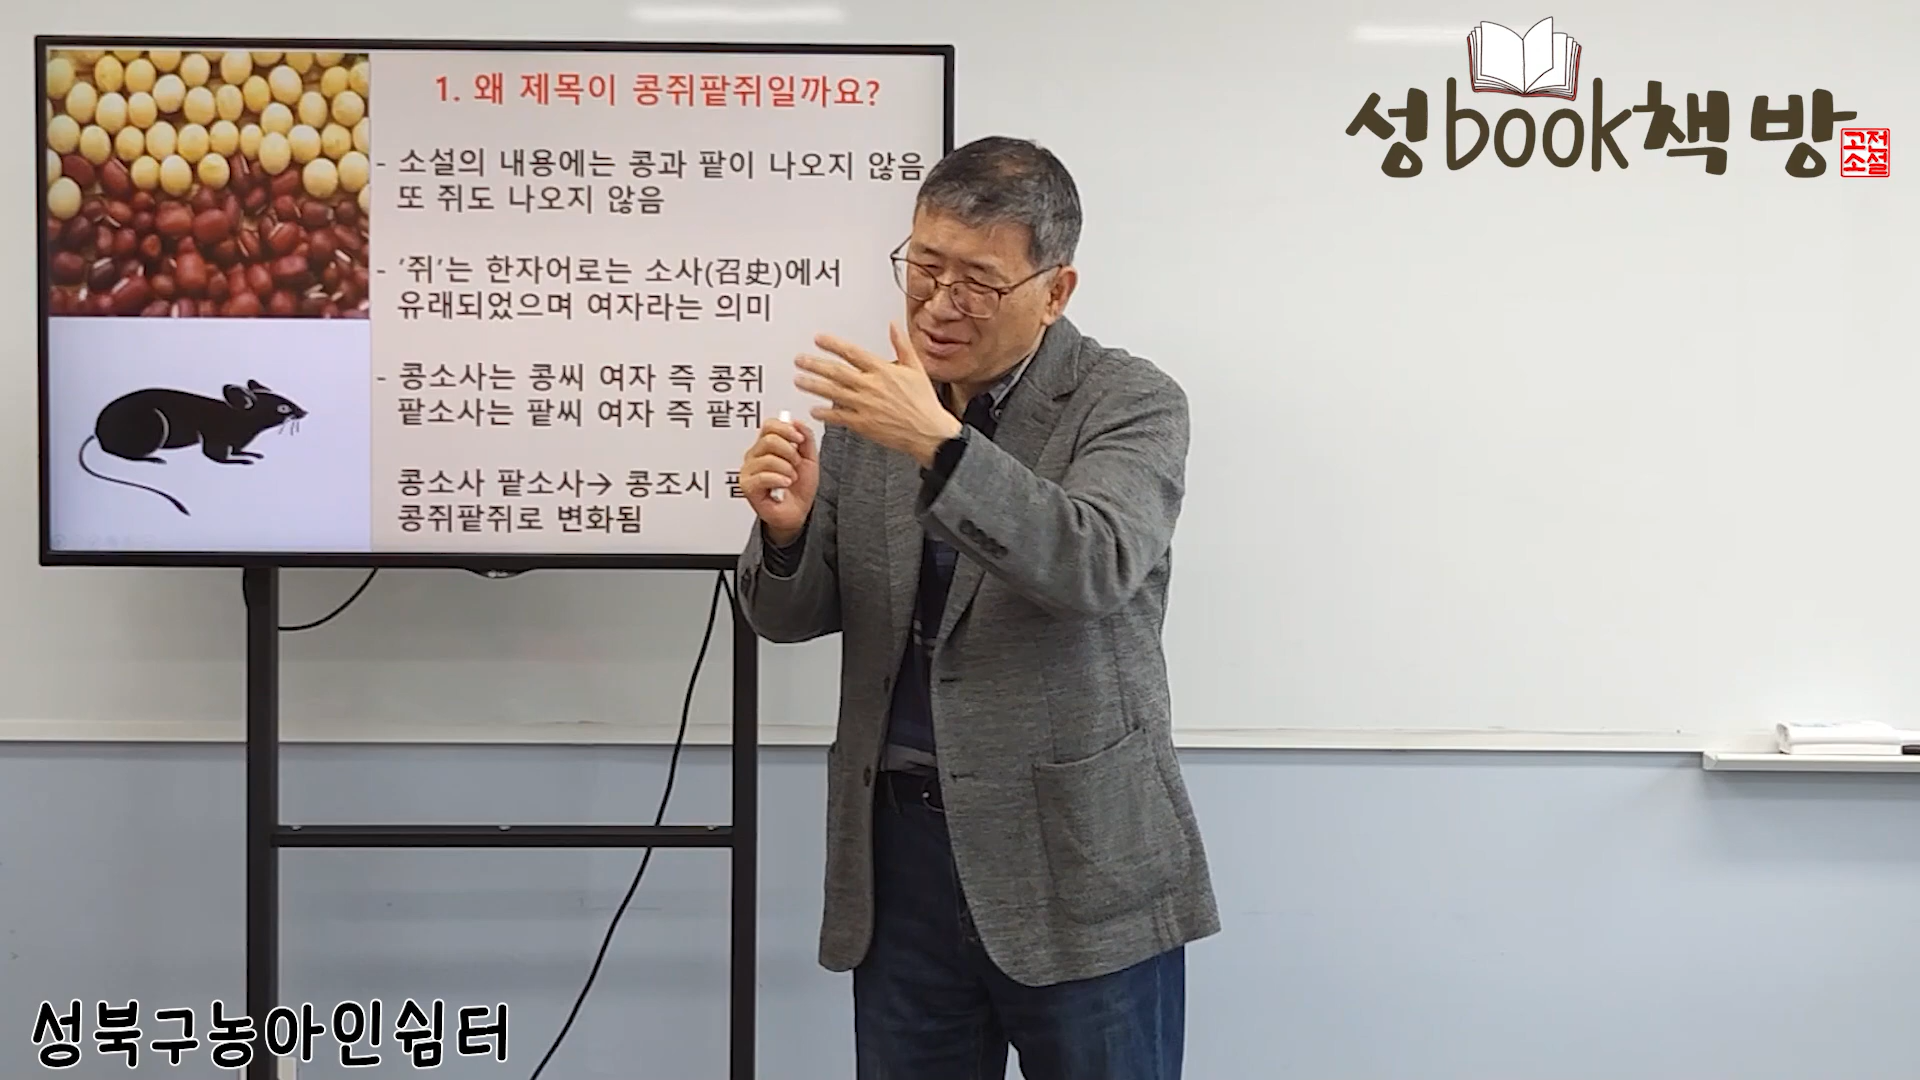 1. 왜 제목이 콩쥐팥쥐일까요?
- 소설의 내용에는 콩과 팥이 나오지 않음
또 쥐도 나오지 않음
- '쥐'는 한자어로는 소사(召史)에서
유래되었으며 여자라는 의미
- 콩소사는 콩씨 여자 즉 콩쥐
팥소사는 팥씨 여자 즉 팥쥐
콩소사 팥소사→ 콩조시
콩쥐팥쥐로 변화됨
성book책방
고전
소설
성북구농아인쉼터